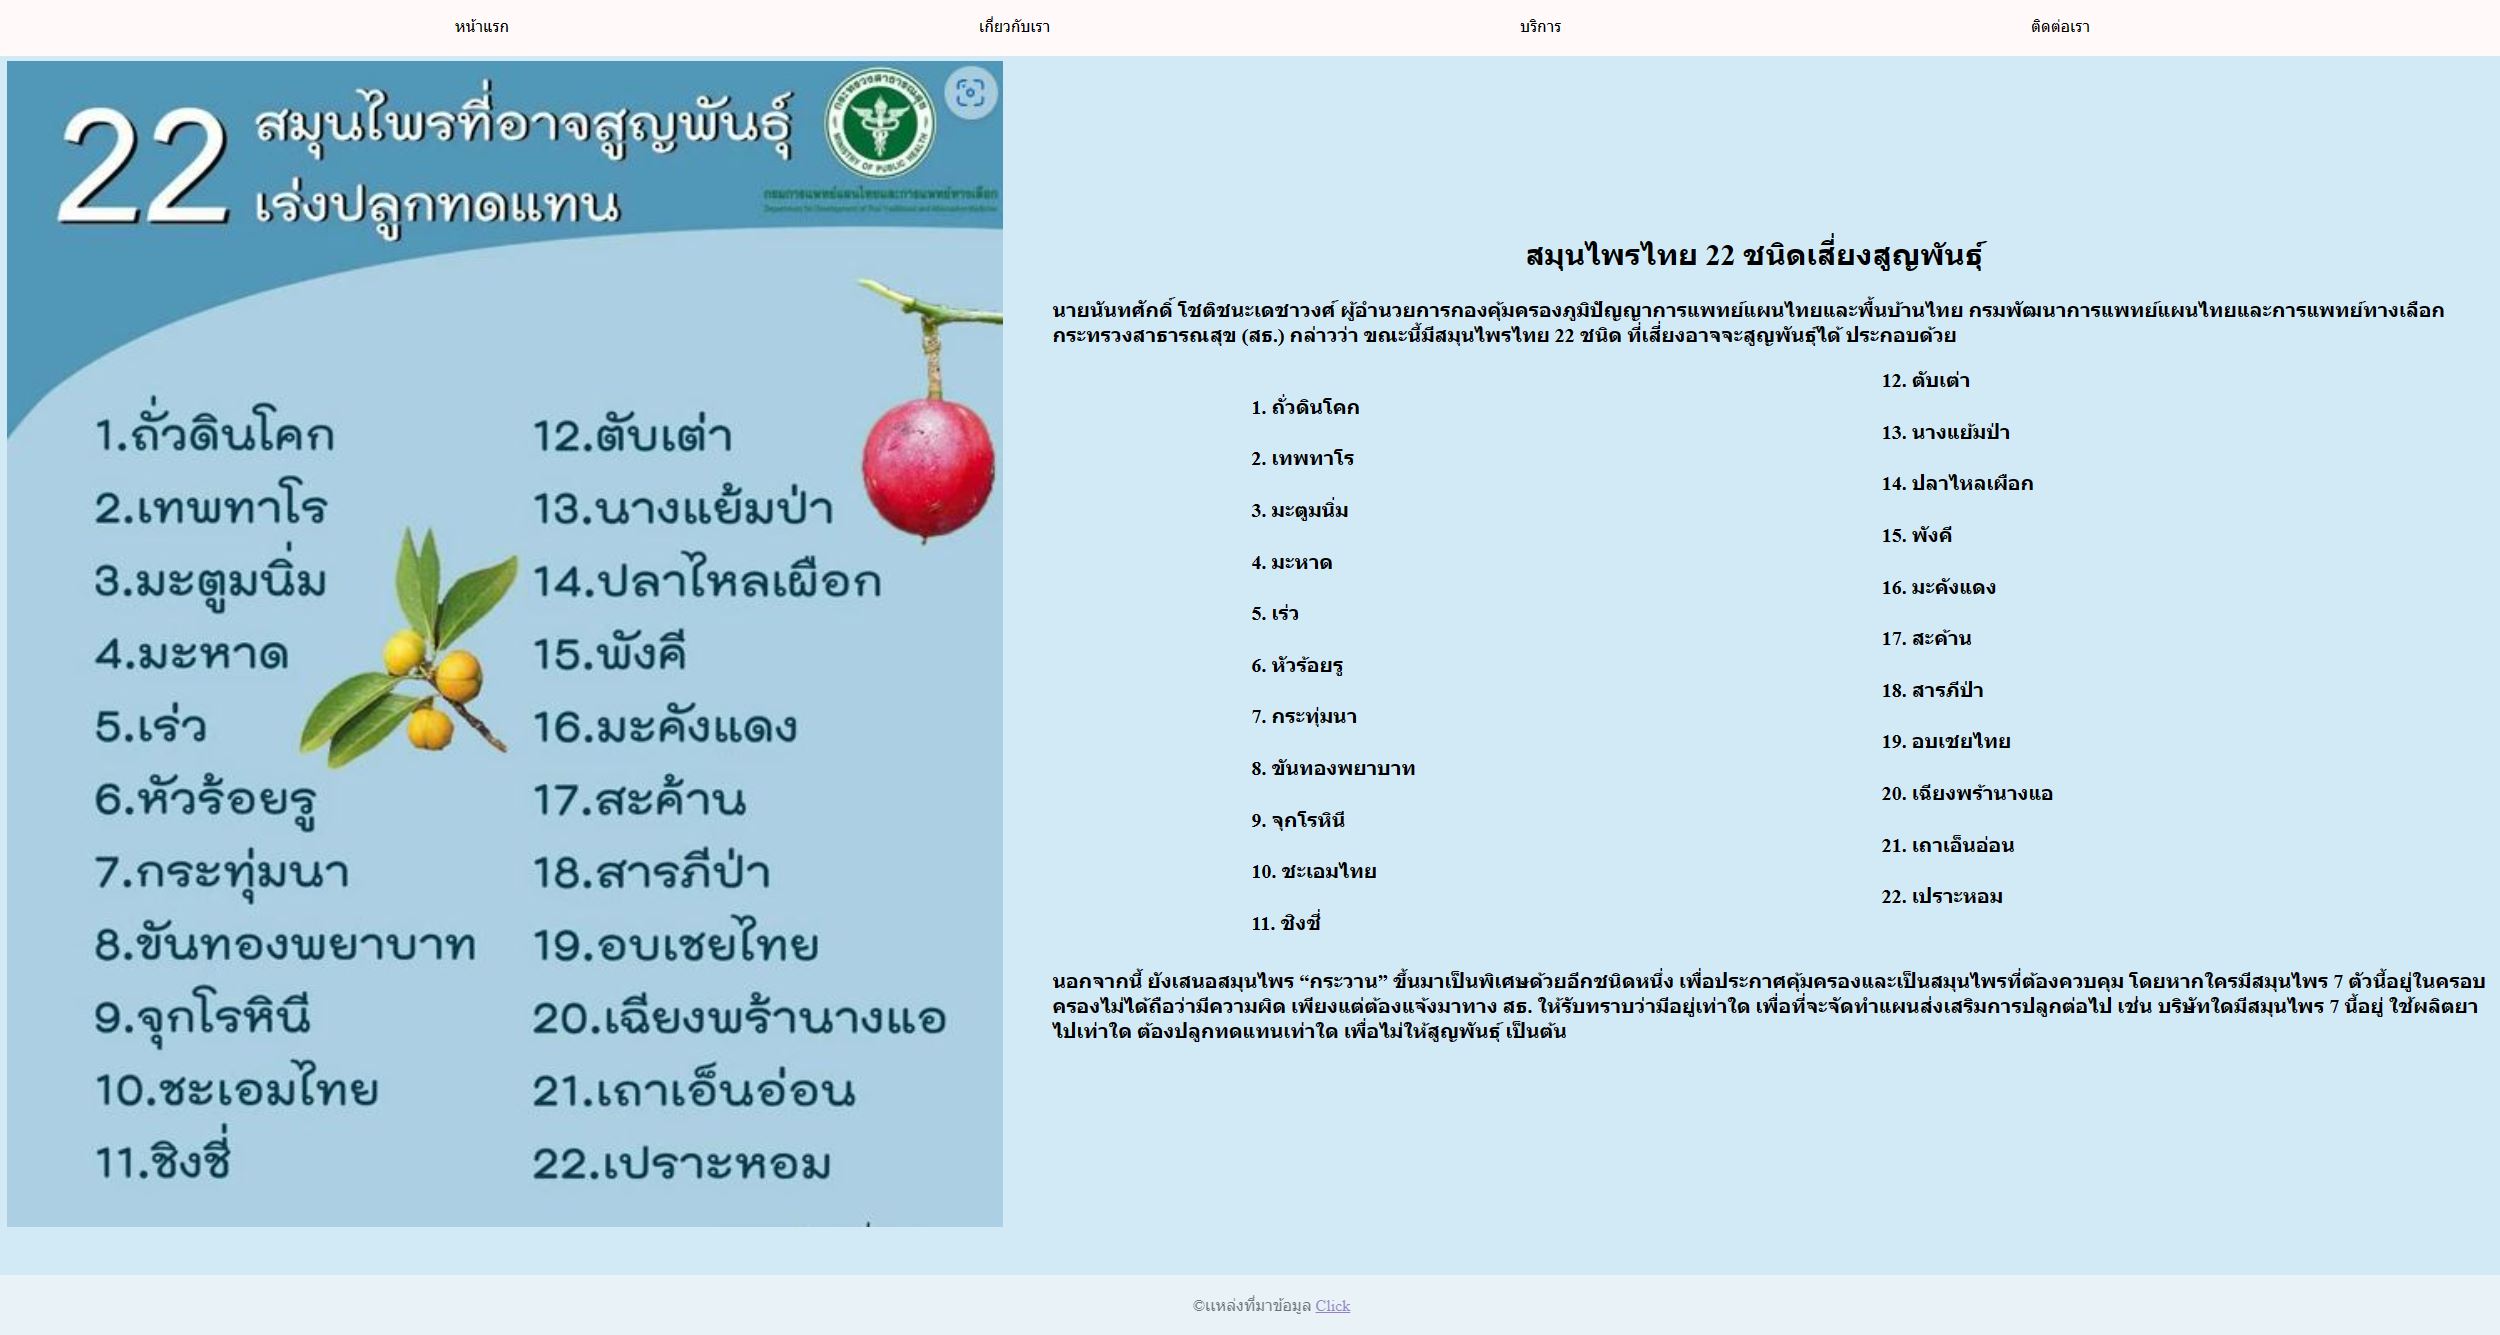 หน้าแรก
เกี่ยวกับเรา
บริการ
ติดต่อเรา
22
สมุนไพรที่อาจสูญพันธุ์
เร่งปลูกทดแทน
กระทรวงสาธารณสุข
MINISTRY OF PUBLIC HEALTH
กรมการแพทย์แผนไทยและการแพทย์ทางเลือก
1.ถั่วดินโคก
2.เทพทาโร
3.มะตูมนิ่ม
4.มะหาด
5.เร่ว
6.หัวร้อยรู
7.กระทุ่มนา
8.ขันทองพยาบาท
9.จุกโรหินี
10.ชะเอมไทย
11.ชิงชี่
12.ตับเต่า
13.นางแย้มป่า
14.ปลาไหลเผือก
15.พังคี
16.มะคังแดง
17.สะค้าน
18.สารภีป่า
19.อบเชยไทย
20.เฉียงพร้านางแอ
21.เถาเอ็นอ่อน
22.เปราะหอม
สมุนไพรไทย 22 ชนิดเสี่ยงสูญพันธุ์
นายนันทศักดิ์ โชติชนะเดชาวงศ์ ผู้อำนวยการกองคุ้มครองภูมิปัญญาการแพทย์แผนไทยและพื้นบ้านไทย กรมพัฒนาการแพทย์แผนไทยและการแพทย์ทางเลือก
กระทรวงสาธารณสุข (สธ.) กล่าวว่า ขณะนี้มีสมุนไพรไทย 22 ชนิด ที่เสี่ยงอาจจะสูญพันธุ์ได้ ประกอบด้วย
1. ถั่วดินโคก
2. เทพทาโร
3. มะตูมนิ่ม
4. มะหาด
5. เร่ว
6. หัวร้อยรู
7. กระทุ่มนา
8. ขันทองพยาบาท
9. จุกโรหินี
10. ชะเอมไทย
11. ชิงชี่
12. ตับเต่า
13. นางแย้มป่า
14. ปลาไหลเผือก
15. พังคี
16. มะคังแดง
17. สะค้าน
18. สารภีป่า
19. อบเชยไทย
20. เฉียงพร้านางแอ
21. เถาเอ็นอ่อน
22. เปราะหอม
นอกจากนี้ ยังเสนอสมุนไพร “กระวาน” ขึ้นมาเป็นพิเศษด้วยอีกชนิดหนึ่ง เพื่อประกาศคุ้มครองและเป็นสมุนไพรที่ต้องควบคุม โดยหากใครมีสมุนไพร 7 ตัวนี้อยู่ในครอบ
ครองไม่ได้ถือว่ามีความผิด เพียงแต่ต้องแจ้งมาทาง สธ. ให้รับทราบว่ามีอยู่เท่าใด เพื่อที่จะจัดทำแผนส่งเสริมการปลูกต่อไป เช่น บริษัทใดมีสมุนไพร 7 นี้อยู่ ใช้ผลิตยา
ไปเท่าใด ต้องปลูกทดแทนเท่าใด เพื่อไม่ให้สูญพันธุ์ เป็นต้น
©แหล่งที่มาข้อมูล Click